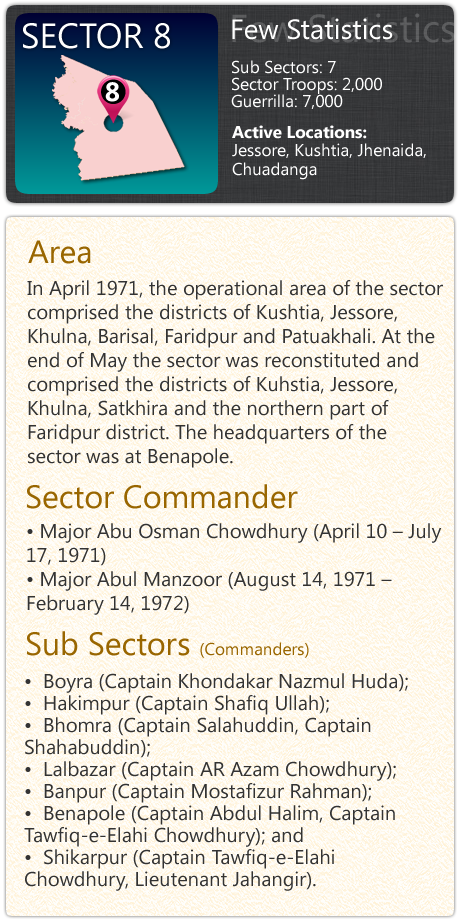 SECTOR 8
8
Few Statistics
Few Statistics
Sub Sectors: 7
Sector Troops: 2,000
Guerrilla: 7,000
Active Locations:
Jessore, Kushtia, Jhenaida,
Chuadanga
Area
In April 1971, the operational area of the sector
comprised the districts of Kushtia, Jessore,
Khulna, Barisal, Faridpur and Patuakhali. At the
end of May the sector was reconstituted and
comprised the districts of Kuhstia, Jessore,
Khulna, Satkhira and the northern part of
Faridpur district. The headquarters of the
sector was at Benapole.
Sector Commander
• Major Abu Osman Chowdhury (April 10 – July
17, 1971)
• Major Abul Manzoor (August 14, 1971 –
February 14, 1972)
Sub Sectors (Commanders)
• Boyra (Captain Khondakar Nazmul Huda);
• Hakimpur (Captain Shafiq Ullah);
• Bhomra (Captain Salahuddin, Captain
Shahabuddin);
• Lalbazar (Captain AR Azam Chowdhury);
• Banpur (Captain Mostafizur Rahman);
• Benapole (Captain Abdul Halim, Captain
Tawfiq-e-Elahi Chowdhury); and
• Shikarpur (Captain Tawfiq-e-Elahi
Chowdhury, Lieutenant Jahangir).